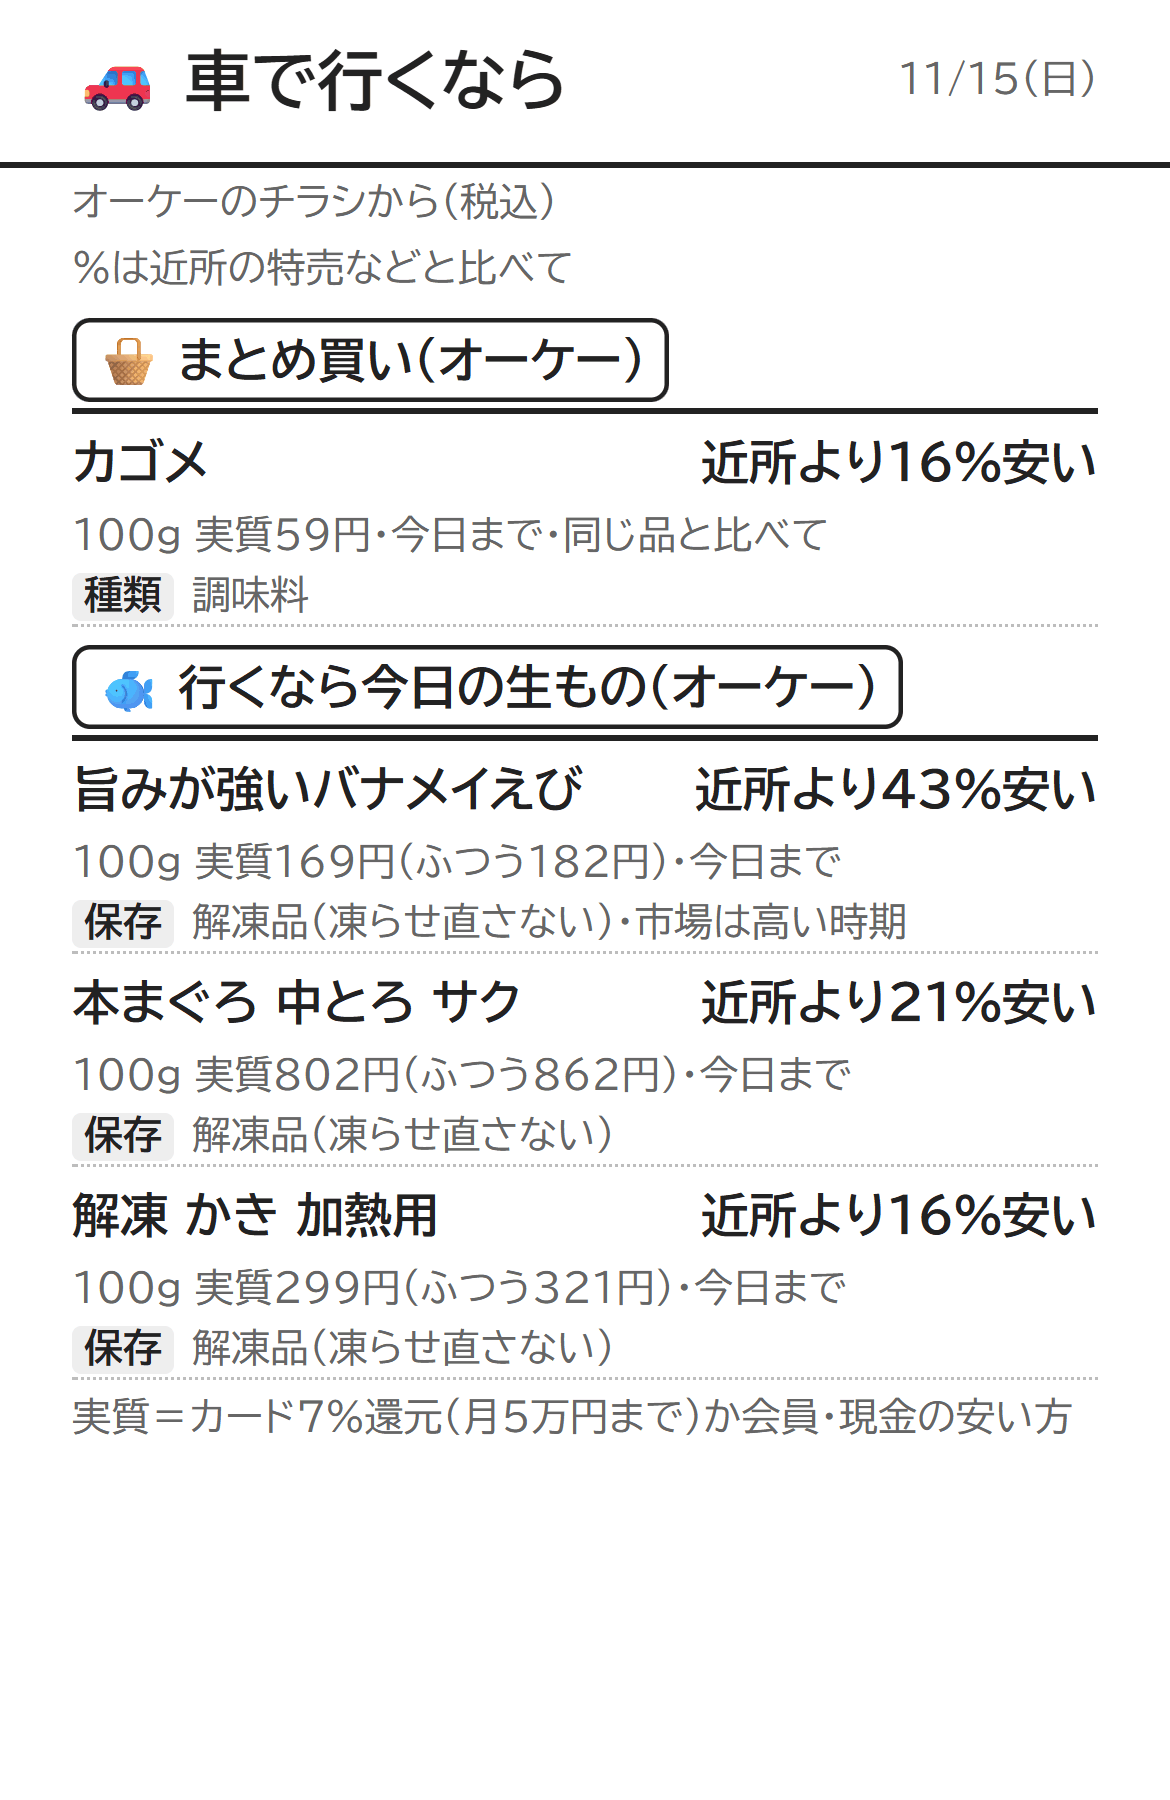 車で行くなら
11/15(日)
オーケーのチラシから(税込)
%は近所の特売などと比べて
まとめ買い(オーケー)
カゴメ 近所より16%安い
100g 実質59円・今日まで・同じ品と比べて
種類 調味料
行くなら今日の生もの(オーケー)
旨みが強いバナメイえび 近所より43%安い
100g 実質169円(ふつう182円)・今日まで
保存 解凍品(凍らせ直さない)・市場は高い時期
本まぐろ 中とろ サク 近所より21%安い
100g 実質802円(ふつう862円)・今日まで
保存 解凍品(凍らせ直さない)
解凍 かき 加熱用 近所より16%安い
100g 実質299円(ふつう321円)・今日まで
保存 解凍品(凍らせ直さない)
実質=カード7%還元(月5万円まで)か会員・現金の安い方